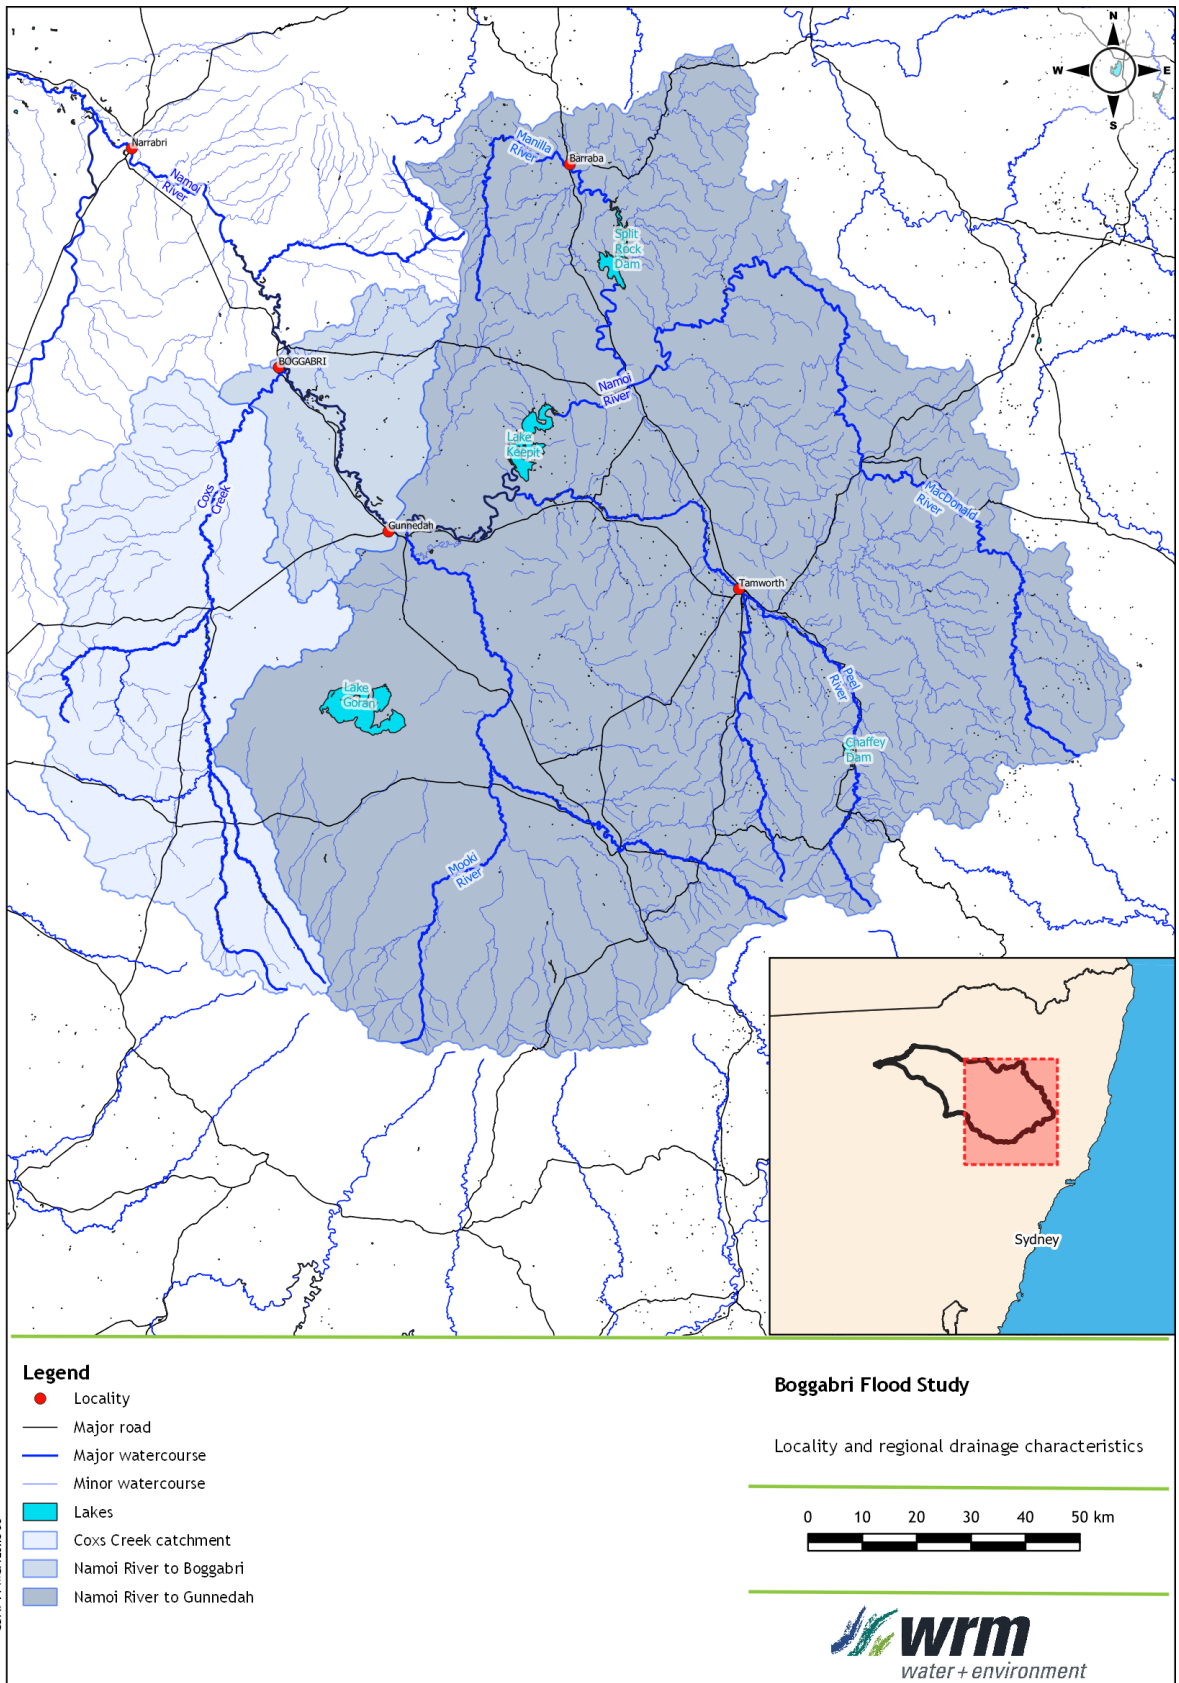 N
W
E
S
Narrabri
Namoi
River
Manilla
River
Barraba
Split
Rock
Dam
BOGGABRI
Namoi
River
Lake
Keepit
Coxs
Creek
MacDonald
River
Gunnedah
Tamworth
Peel
River
Lake
Goran
Chaffey
Dam
Mooki
River
Sydney
Legend
Locality
Major road
Major watercourse
Minor watercourse
Lakes
Coxs Creek catchment
Namoi River to Boggabri
Namoi River to Gunnedah
Boggabri Flood Study
Locality and regional drainage characteristics
0 10 20 30 40 50 km
wrm
water + environment